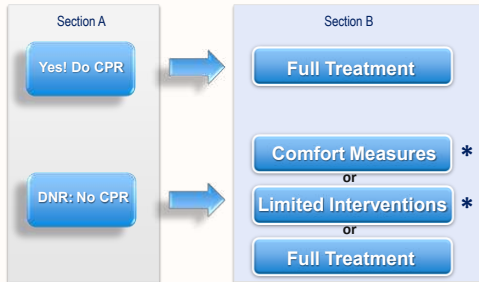 Section A
Section B
Yes! Do CPR
Full Treatment
Comfort Measures *
or
DNR: No CPR
Limited Interventions *
or
Full Treatment